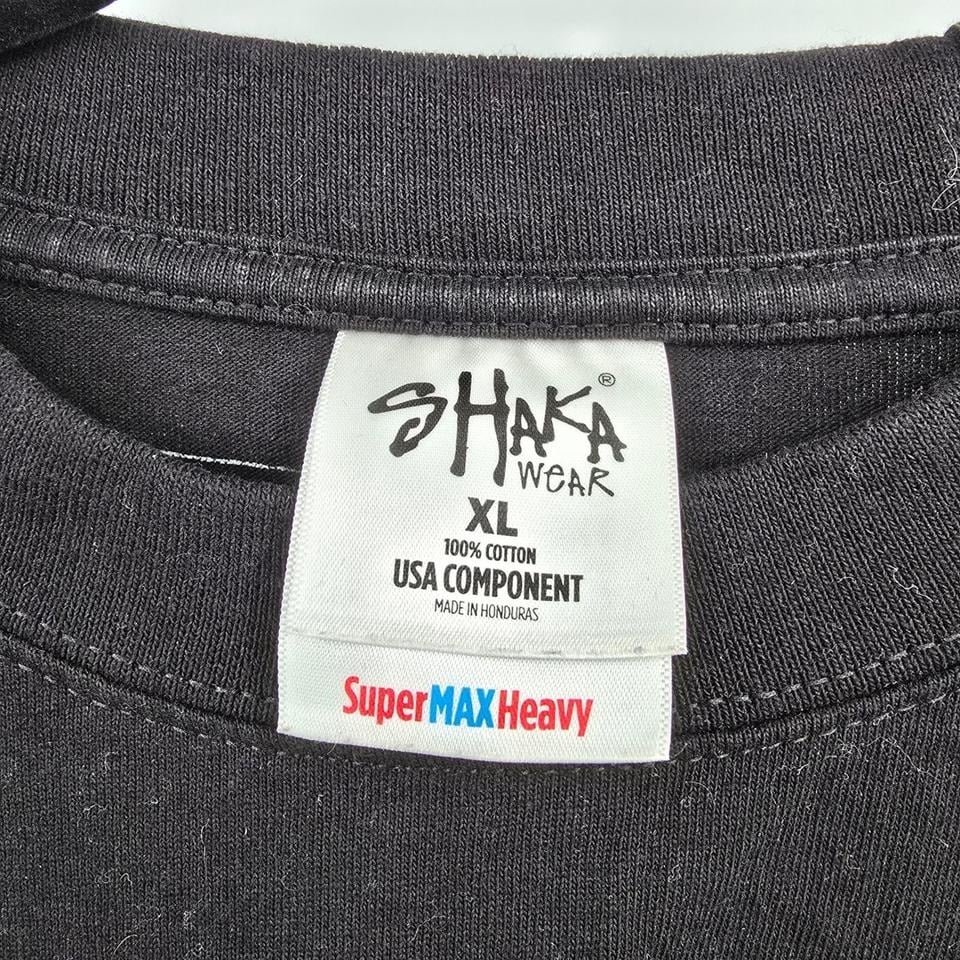 SHAKA®
WEAR
XL
100% COTTON
USA COMPONENT
MADE IN HONDURAS
SuperMAXHeavy